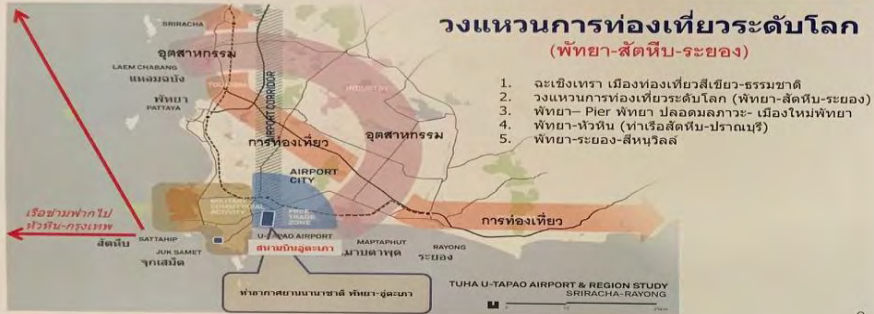 วงแหวนการท่องเที่ยวระดับโลก
(พัทยา-สัตหีบ-ระยอง)
1. ฉะเชิงเทรา เมืองท่องเที่ยวสีเขียว-ธรรมชาติ
2. วงแหวนการท่องเที่ยวระดับโลก (พัทยา-สัตหีบ-ระยอง)
3. พัทยา– Pier พัทยา ปลอดมลภาวะ- เมืองใหม่พัทยา
4. พัทยา-หัวหิน (ท่าเรือสัตหีบ-ปราณบุรี)
5. พัทยา-ระยอง-สีหนุวิลล์
SRIRACHA
อุตสาหกรรม
LAEM CHABANG
แหลมฉบัง
TOURISM
INDUSTRY
พัทยา
PATTAYA
AIRPORT CORRIDOR
การท่องเที่ยว
อุตสาหกรรม
AIRPORT
CITY
ACTIVITY
FREE
TRADE
ZONE
การท่องเที่ยว
เรือข้ามฟากไป
หัวหิน-กรุงเทพ
สัตหีบ
SATTAHIP
U-TAPAO AIRPORT
สนามบินอู่ตะเภา
JUK SAMET
จุกเสม็ด
MAPTAPHUT
มาบตาพุด
RAYONG
ระยอง
ท่าอากาศยานนานาชาติ พัทยา-อู่ตะเภา
TUHA U-TAPAO AIRPORT & REGION STUDY
SRIRACHA-RAYONG